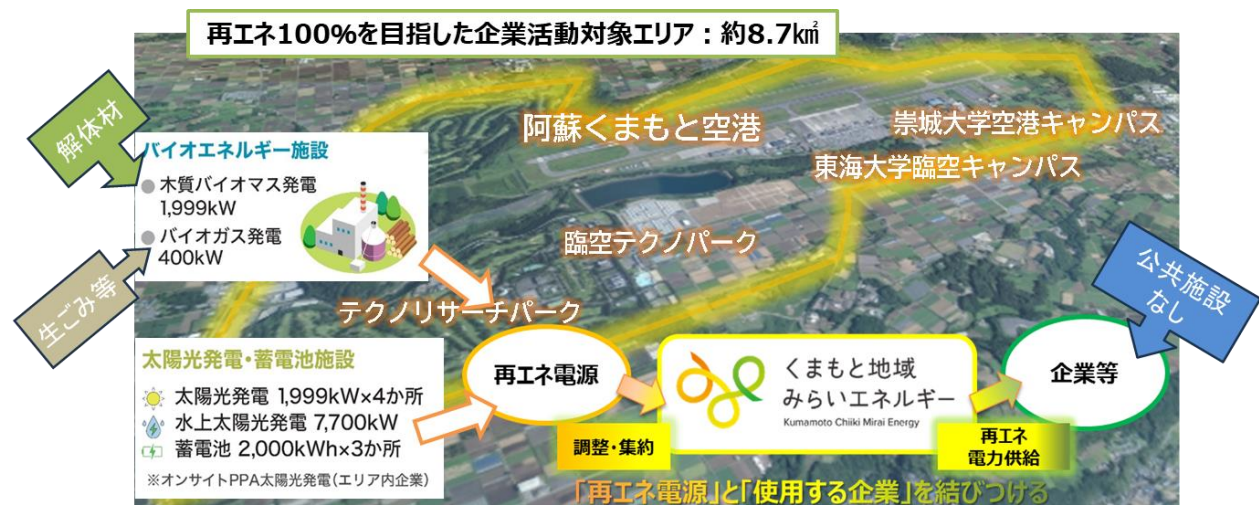 再エネ100%を目指した企業活動対象エリア：約8.7㎢
解体材
バイオエネルギー施設
木質バイオマス発電
1,999kW
バイオガス発電
400kW
生ごみ等
阿蘇くまもと空港
崇城大学空港キャンパス
東海大学臨空キャンパス
臨空テクノパーク
テクノリサーチパーク
公共施設
なし
太陽光発電・蓄電池施設
太陽光発電 1,999kW×4か所
水上太陽光発電 7,700kW
蓄電池 2,000kWh×3か所
※オンサイトPPA太陽光発電(エリア内企業)
再エネ電源
調整・集約
くまもと地域
みらいエネルギー
Kumamoto Chiiki Mirai Energy
再エネ
電力供給
企業等
「再エネ電源」と「使用する企業」を結びつける